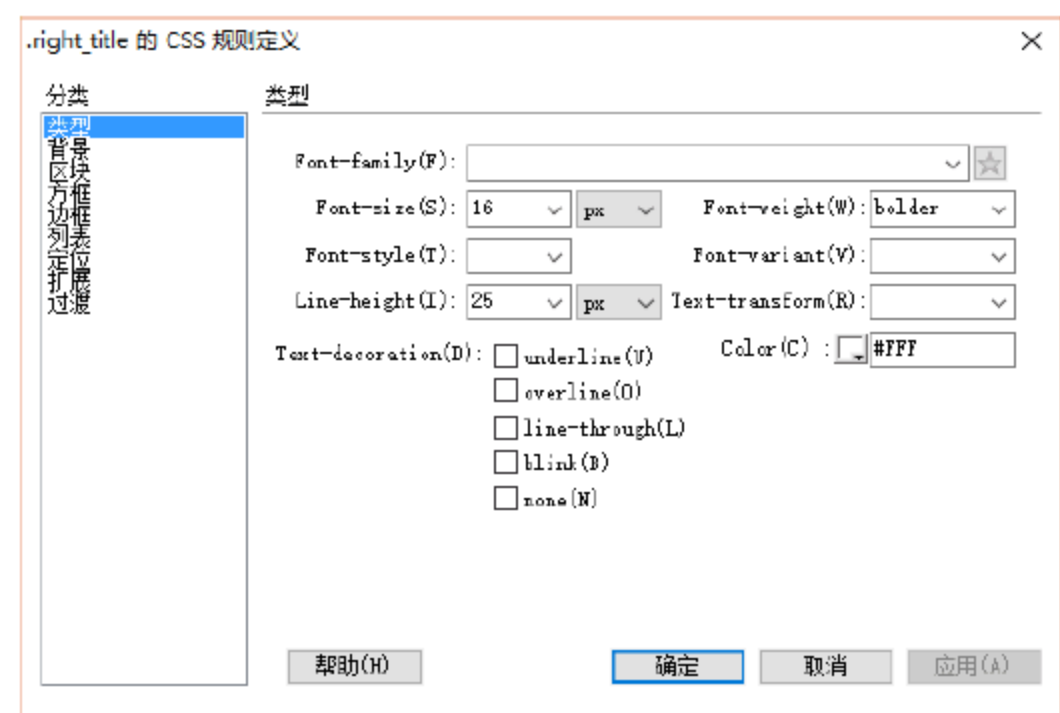 .right_title 的 CSS 规则定义
分类
类型
背景
区块
方框
边框
列表
定位
扩展
过渡
类型
Font-family(F):
Font-size(S): 16 px Font-weight(W): bolder
Font-style(T): Font-variant(V):
Line-height(I): 25 px Text-transform(R):
Text-decoration(D): underline(U) Color(C) : #FFF
overline(O)
line-through(L)
blink(B)
none(N)
帮助(H) 确定 取消 应用(A)